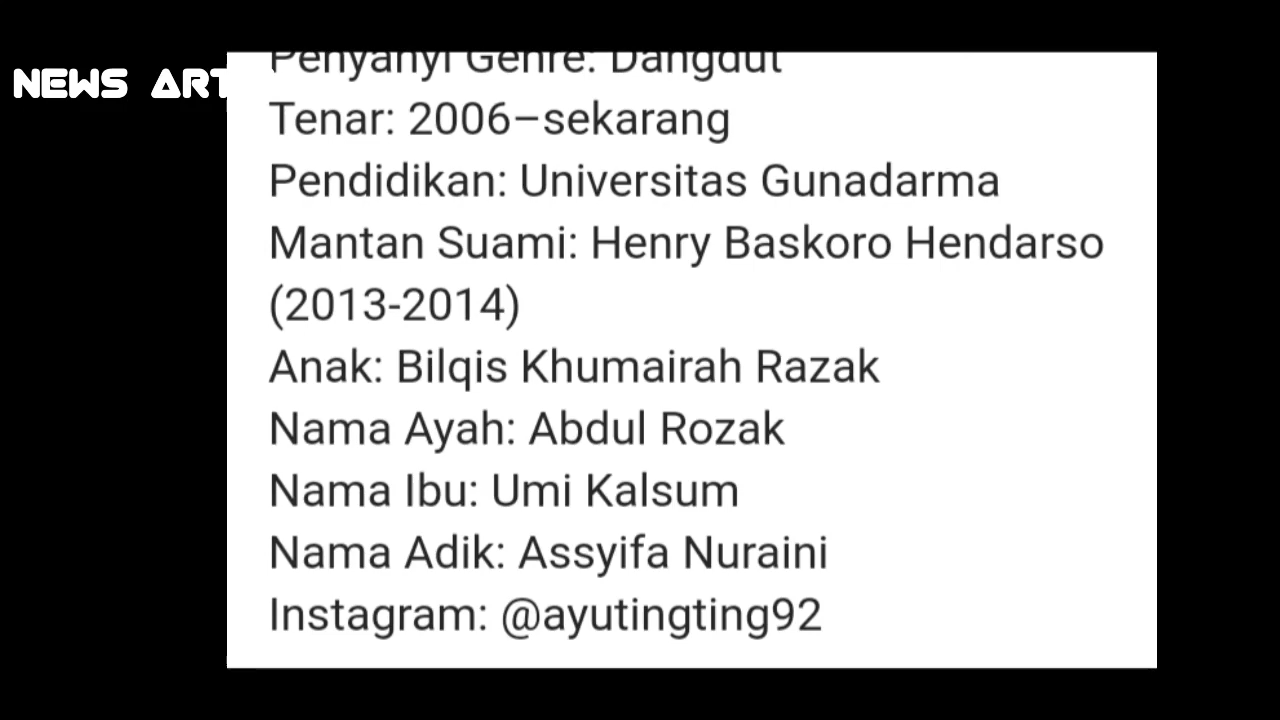 Penyanyi Genre: Dangdut
NEWS ART
Tenar: 2006–sekarang
Pendidikan: Universitas Gunadarma
Mantan Suami: Henry Baskoro Hendarso
(2013-2014)
Anak: Bilqis Khumairah Razak
Nama Ayah: Abdul Rozak
Nama Ibu: Umi Kalsum
Nama Adik: Assyifa Nuraini
Instagram: @ayutingting92